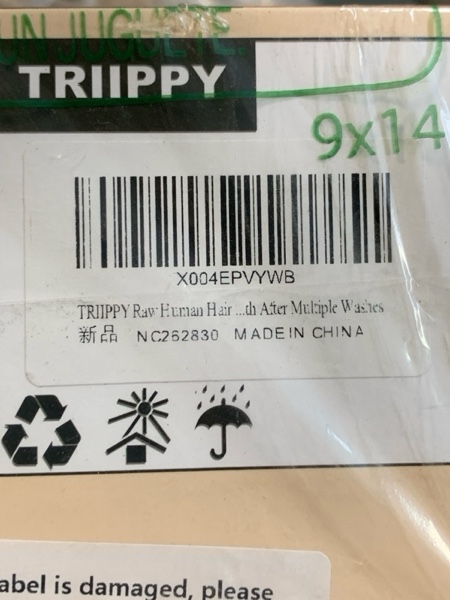 UN JUGUETE.
TRIIPPY
9x14
X004EPVYWB
TRIIPPY Raw Human Hair ...th After Multiple Washes
新品 NC262830 MADE IN CHINA
abel is damaged, please